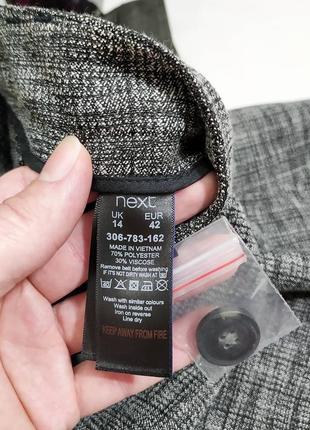 next
UK EUR
14 42
306-783-162
MADE IN VIETNAM
70% POLYESTER
30% VISCOSE
Remove belt before washing
IF IT'S NOT DIRTY WASH AT 30°
Wash with similar colours
Wash inside out
Iron on reverse
Line dry
KEEP AWAY FROM FIRE